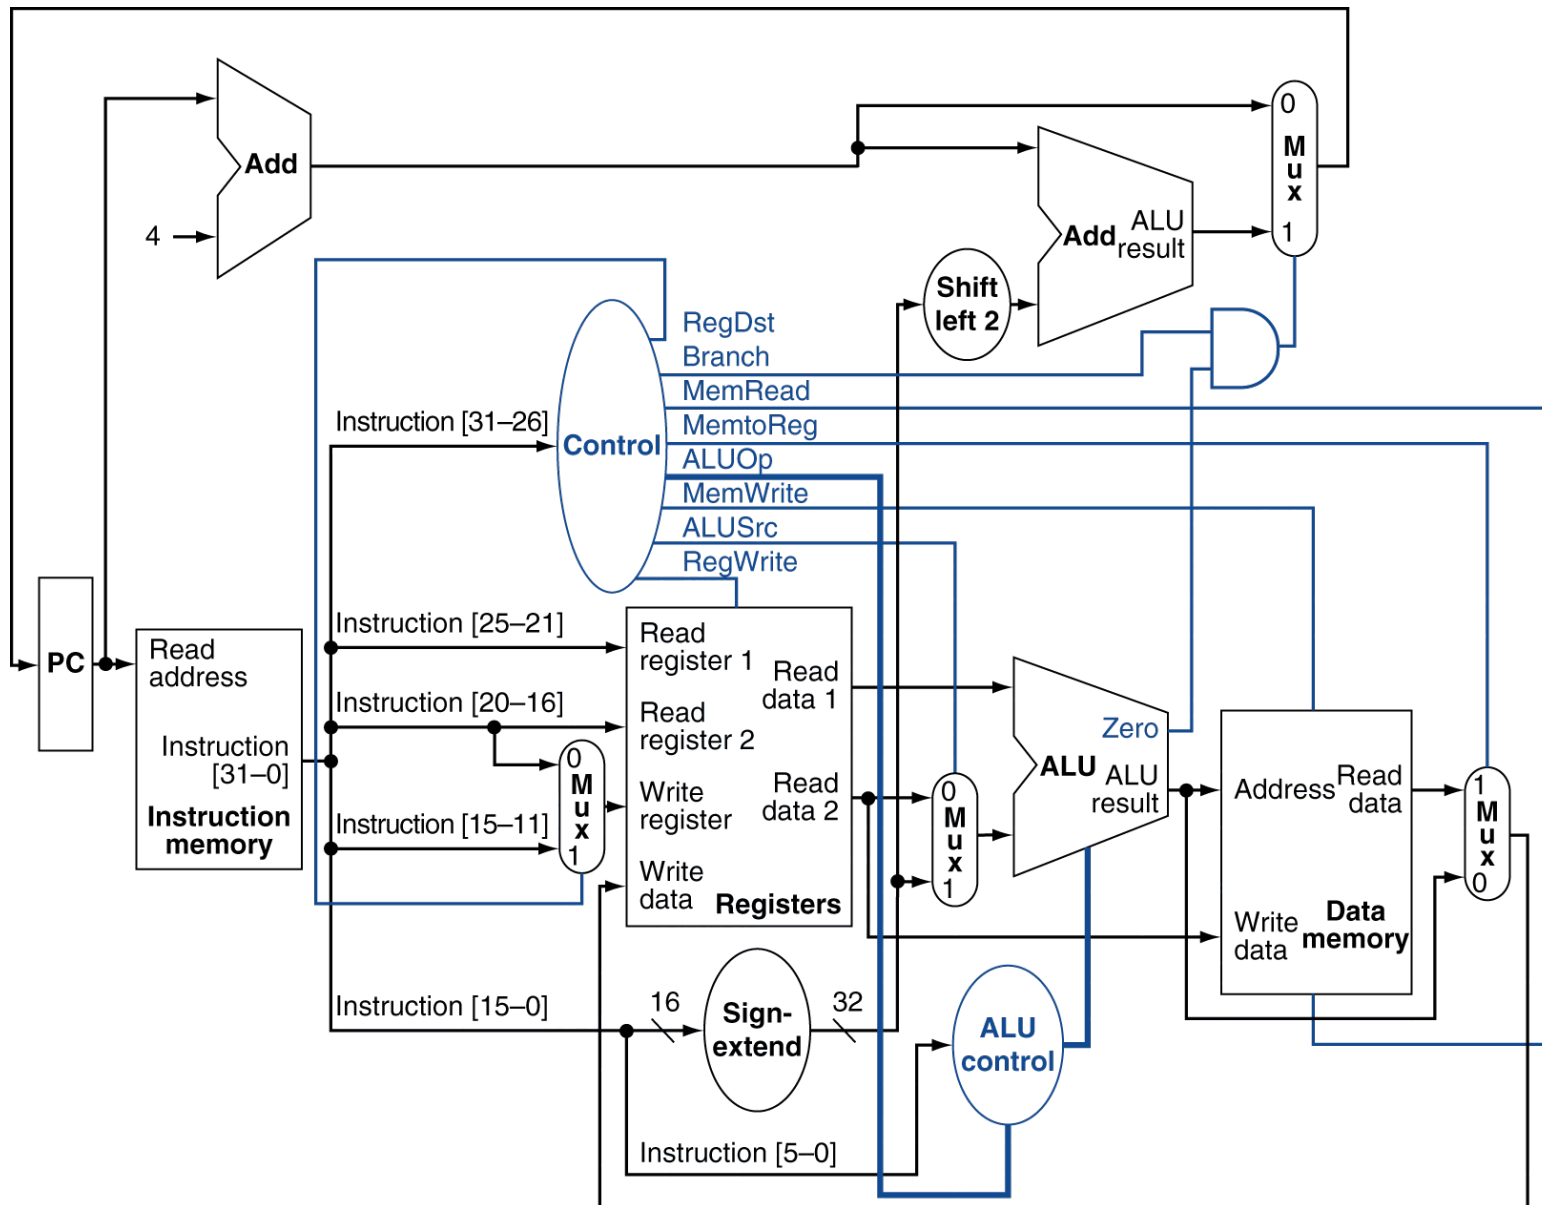 0
M
u
x
1
Add
ALU
result
Add
4
Shift
left 2
RegDst
Branch
MemRead
MemtoReg
ALUOp
MemWrite
ALUSrc
RegWrite
Instruction [31–26]
Control
PC
Read
address
Instruction
[31–0]
Instruction
memory
Instruction [25–21]
Instruction [20–16]
Instruction [15–11]
0
M
u
x
1
Read
register 1
Read
register 2
Write
register
Write
data
Read
data 1
Read
data 2
Registers
0
M
u
x
1
Zero
ALU
ALU
result
Address
Read
data
Write
data
Data
memory
1
M
u
x
0
Instruction [15–0]
16
Sign-
extend
32
ALU
control
Instruction [5–0]